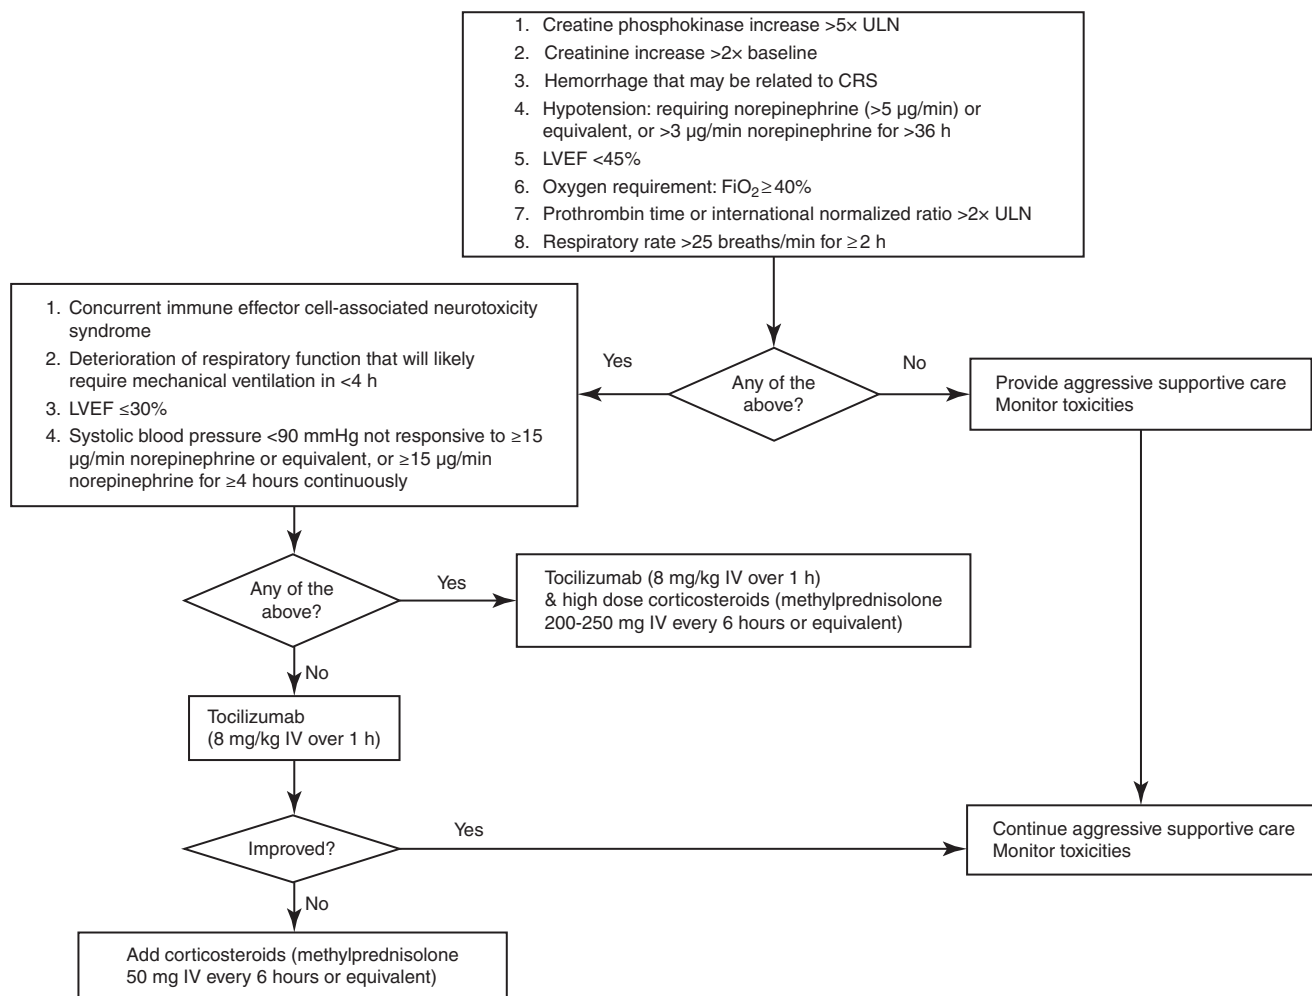 1. Creatine phosphokinase increase >5× ULN
2. Creatinine increase >2× baseline
3. Hemorrhage that may be related to CRS
4. Hypotension: requiring norepinephrine (>5 µg/min) or
equivalent, or >3 µg/min norepinephrine for >36 h
5. LVEF <45%
6. Oxygen requirement: FiO₂ ≥40%
7. Prothrombin time or international normalized ratio >2× ULN
8. Respiratory rate >25 breaths/min for ≥2 h
1. Concurrent immune effector cell-associated neurotoxicity
syndrome
2. Deterioration of respiratory function that will likely
require mechanical ventilation in <4 h
3. LVEF ≤30%
4. Systolic blood pressure <90 mmHg not responsive to ≥15
µg/min norepinephrine or equivalent, or ≥15 µg/min
norepinephrine for ≥4 hours continuously
Yes
Any of the
above?
No
Provide aggressive supportive care
Monitor toxicities
Any of the
above?
Yes
Tocilizumab (8 mg/kg IV over 1 h)
& high dose corticosteroids (methylprednisolone
200-250 mg IV every 6 hours or equivalent)
No
Tocilizumab
(8 mg/kg IV over 1 h)
Improved?
Yes
Continue aggressive supportive care
Monitor toxicities
No
Add corticosteroids (methylprednisolone
50 mg IV every 6 hours or equivalent)